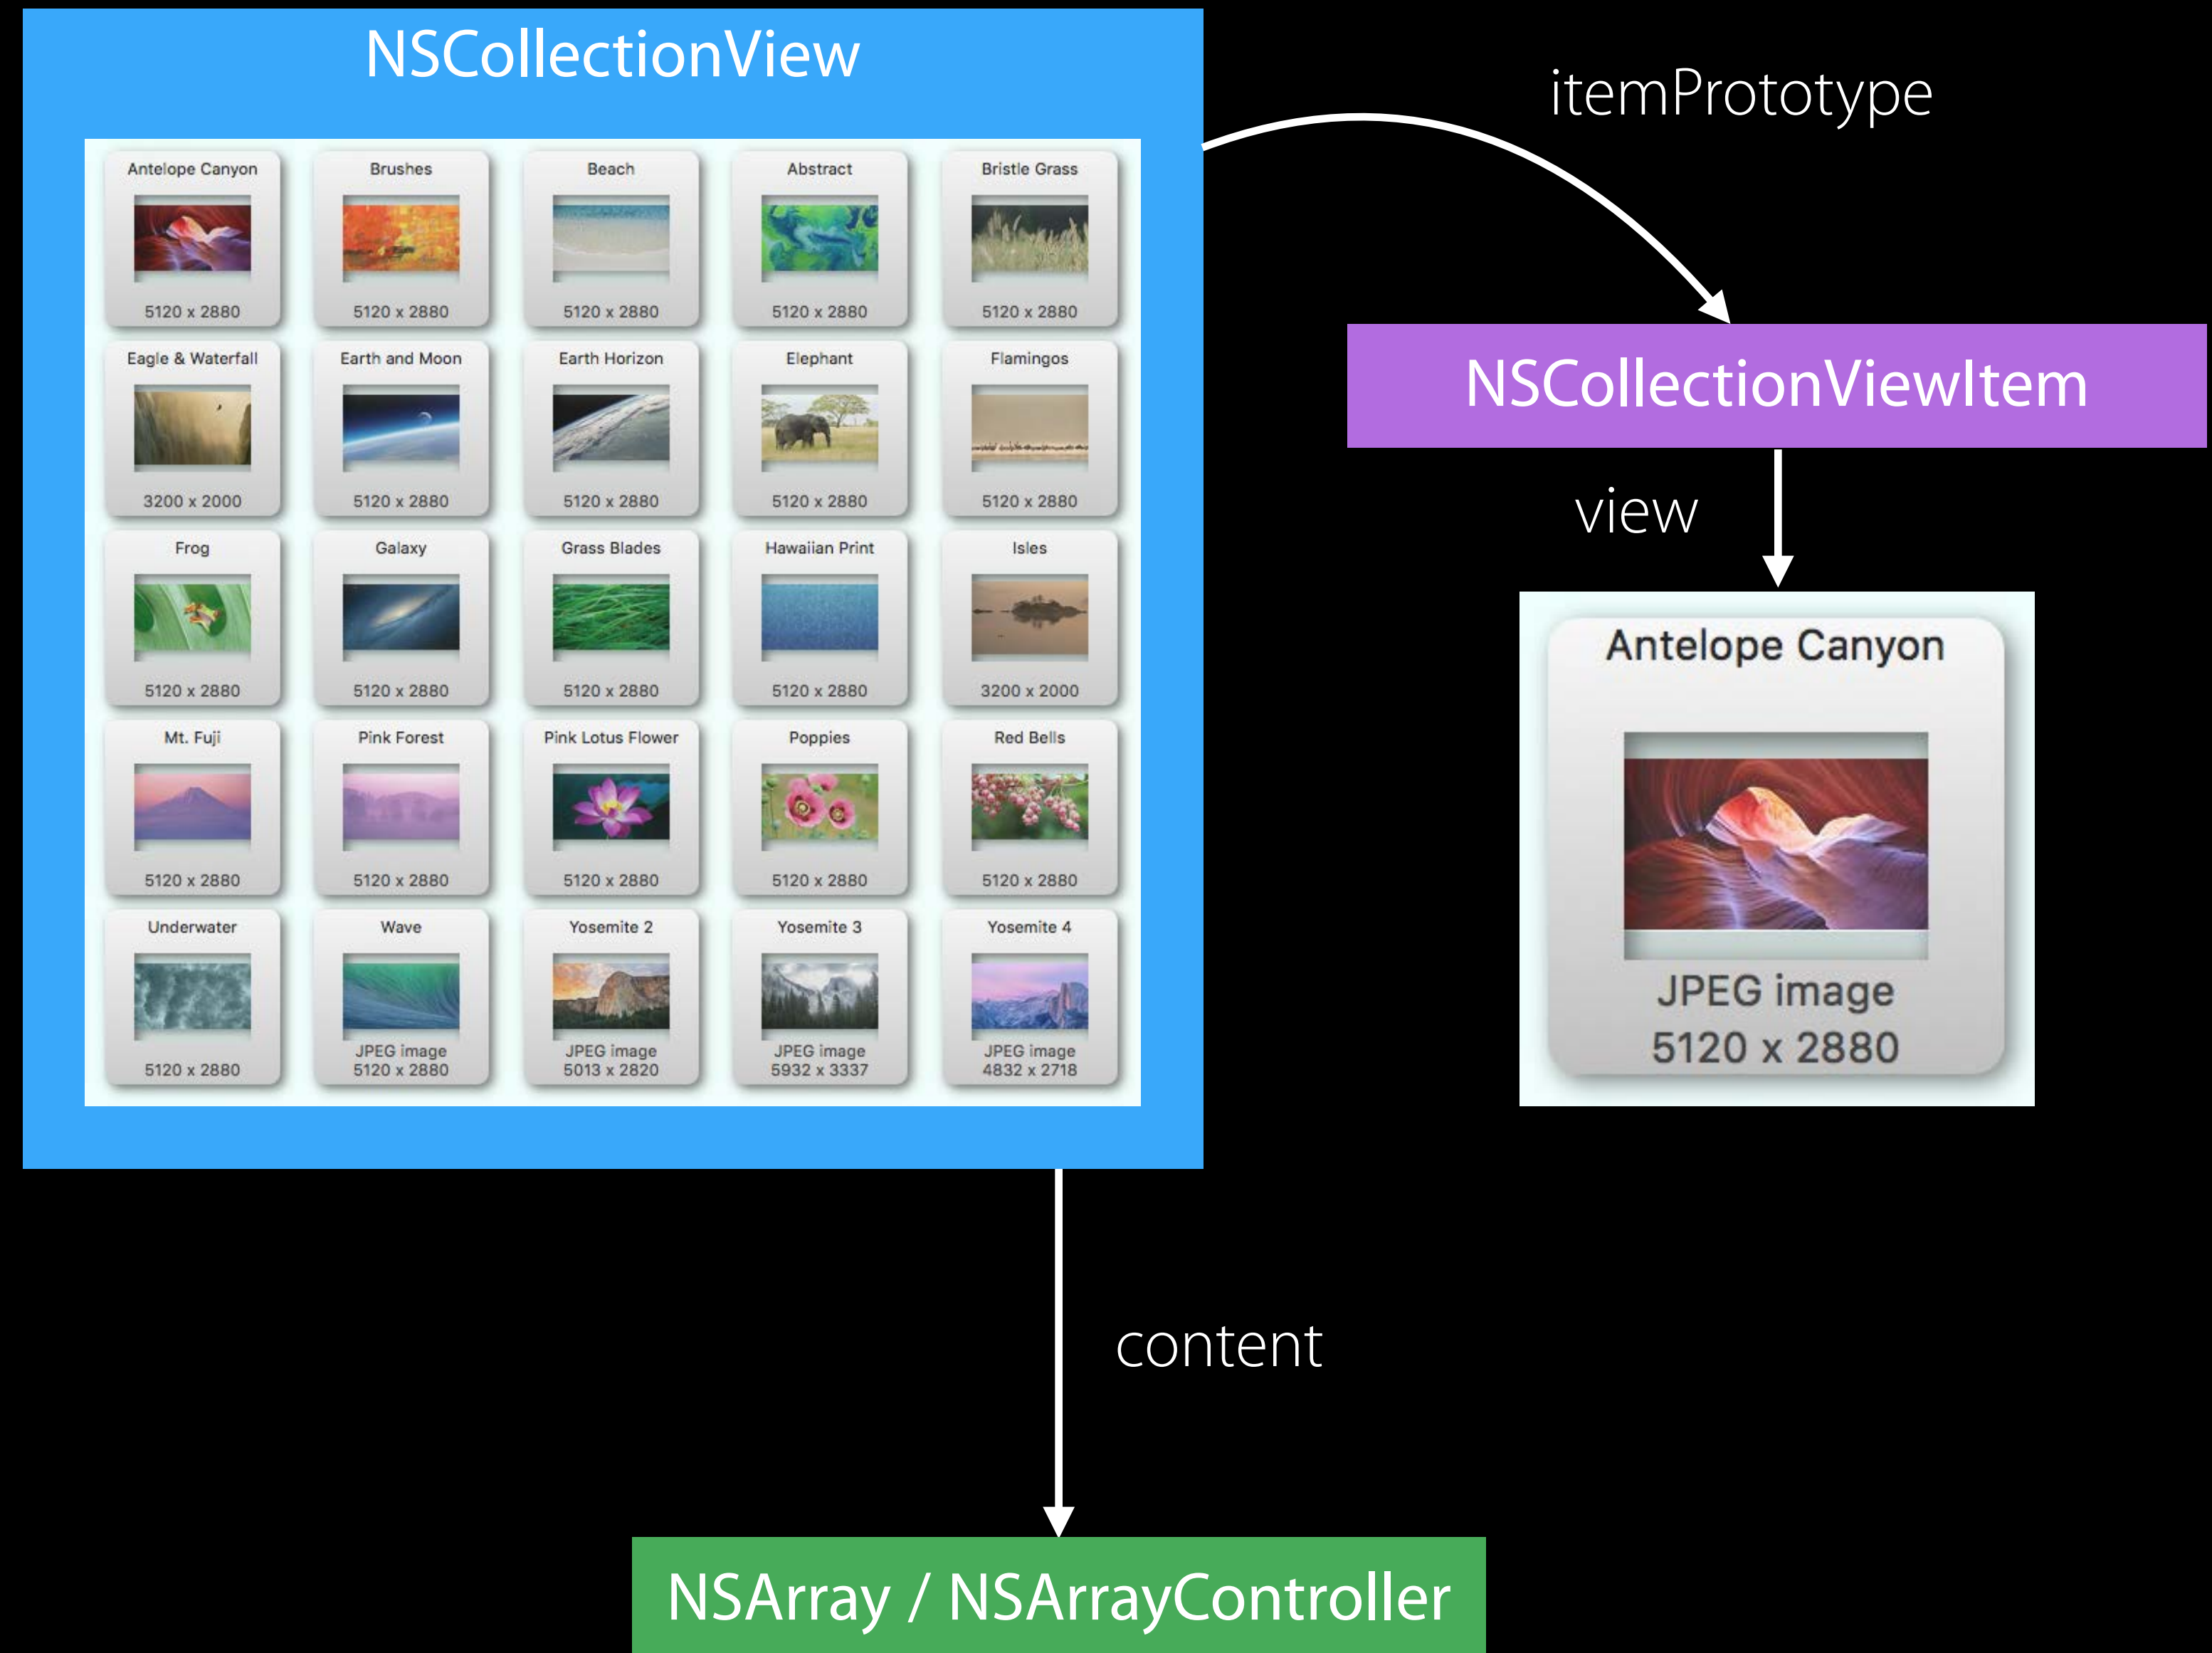 NSCollectionView
itemPrototype
Antelope Canyon
Brushes
Beach
Abstract
Bristle Grass
5120 x 2880
5120 x 2880
5120 x 2880
5120 x 2880
5120 x 2880
Eagle & Waterfall
Earth and Moon
Earth Horizon
Elephant
Flamingos
3200 x 2000
5120 x 2880
5120 x 2880
5120 x 2880
5120 x 2880
Frog
Galaxy
Grass Blades
Hawaiian Print
Isles
5120 x 2880
5120 x 2880
5120 x 2880
5120 x 2880
3200 x 2000
Mt. Fuji
Pink Forest
Pink Lotus Flower
Poppies
Red Bells
5120 x 2880
5120 x 2880
5120 x 2880
5120 x 2880
5120 x 2880
Underwater
Wave
Yosemite 2
Yosemite 3
Yosemite 4
5120 x 2880
JPEG image
5120 x 2880
JPEG image
5013 x 2820
JPEG image
5932 x 3337
JPEG image
4832 x 2718
NSCollectionViewItem
view
Antelope Canyon
JPEG image
5120 x 2880
content
NSArray / NSArrayController